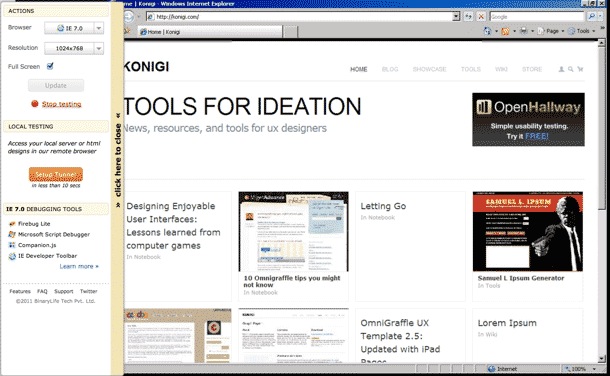 ACTIONS
Browser
IE 7.0
Resolution
1024x768
Full Screen
Update
Stop testing
LOCAL TESTING
Access your local server or html
designs in our remote browser
Setup Tunnel
in less than 10 secs
IE 7.0 DEBUGGING TOOLS
Firebug Lite
Microsoft Script Debugger
Companion.js
IE Developer Toolbar
Learn more »
Features FAQ Support Twitter
©2011 BinaryLife Tech Pvt. Ltd.
» click here to close »
Home | Konigi - Windows Internet Explorer
http://konigi.com/
Google
Home | Konigi
Page
Tools
KONIGI
HOME BLOG SHOWCASE TOOLS WIKI STORE
TOOLS FOR IDEATION
News, resources, and tools for ux designers
OpenHallway
Simple usability testing.
Try it FREE!
Designing Enjoyable
User Interfaces:
Lessons learned from
computer games
In Notebook
10 Omnigraffle tips you might
not know
In Notebook
Letting Go
In Notebook
SAMUEL L. IPSUM
Samuel L Ipsum Generator
In Tools
KONIGI
OmniGraffle UX
Template 2.5:
Updated with iPad
Pages
Lorem Ipsum
In Wiki
Internet
100%